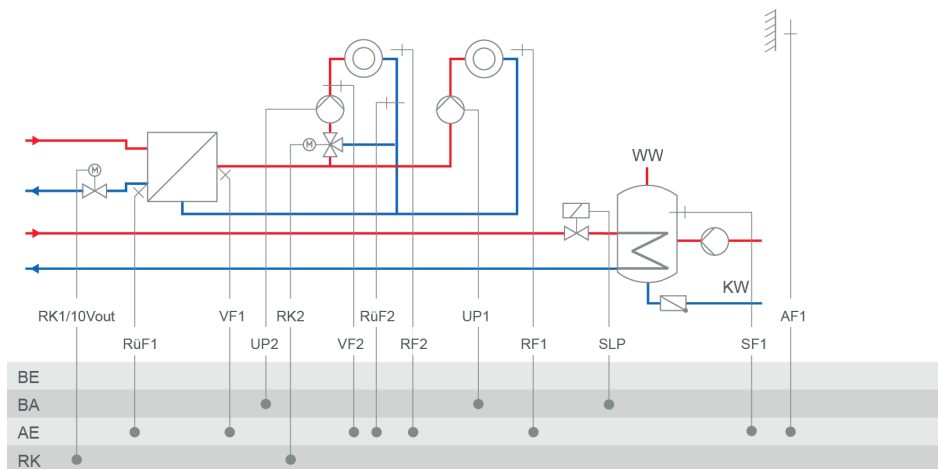 WW
M
M
KW
RK1/10Vout VF1 RK2 RüF2 UP1 AF1
RüF1 UP2 VF2 RF2 RF1 SLP SF1
BE
BA
AE
RK